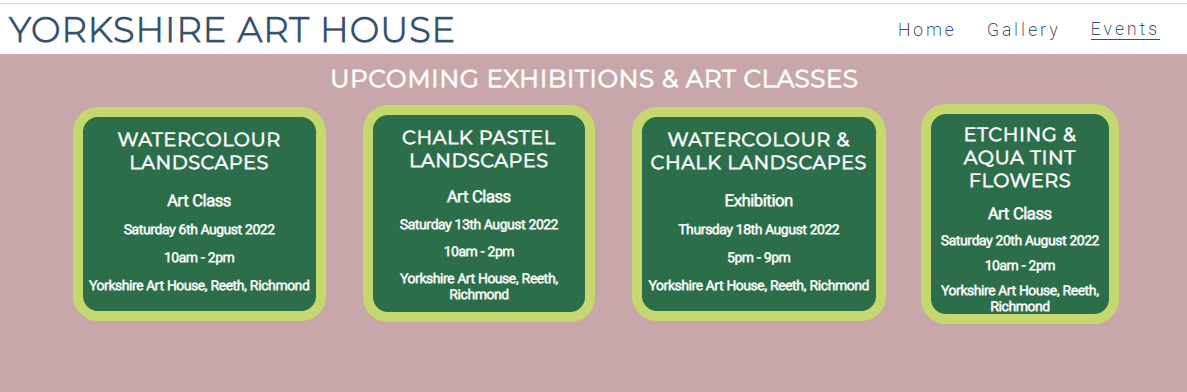 YORKSHIRE ART HOUSE
Home
Gallery
Events
UPCOMING EXHIBITIONS & ART CLASSES
WATERCOLOUR
LANDSCAPES
Art Class
Saturday 6th August 2022
10am - 2pm
Yorkshire Art House, Reeth, Richmond
CHALK PASTEL
LANDSCAPES
Art Class
Saturday 13th August 2022
10am - 2pm
Yorkshire Art House, Reeth,
Richmond
WATERCOLOUR &
CHALK LANDSCAPES
Exhibition
Thursday 18th August 2022
5pm - 9pm
Yorkshire Art House, Reeth, Richmond
ETCHING &
AQUA TINT
FLOWERS
Art Class
Saturday 20th August 2022
10am - 2pm
Yorkshire Art House, Reeth,
Richmond